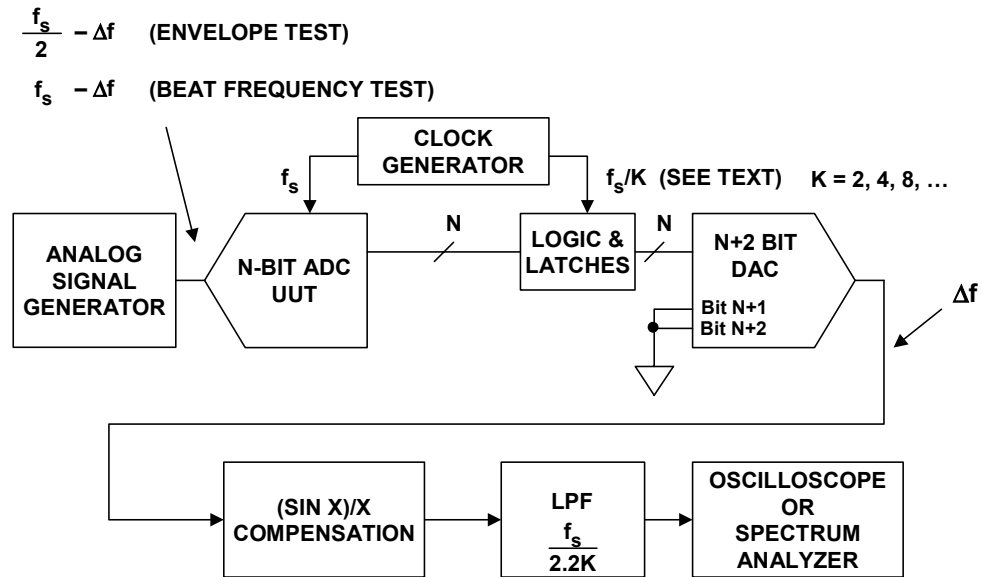 fs/2 – Δf (ENVELOPE TEST)
fs – Δf (BEAT FREQUENCY TEST)
CLOCK
GENERATOR
fs
fs/K (SEE TEXT) K = 2, 4, 8, …
ANALOG
SIGNAL
GENERATOR
N-BIT ADC
UUT
N
LOGIC &
LATCHES
N
N+2 BIT
DAC
Bit N+1
Bit N+2
Δf
(SIN X)/X
COMPENSATION
LPF
fs
2.2K
OSCILLOSCOPE
OR
SPECTRUM
ANALYZER